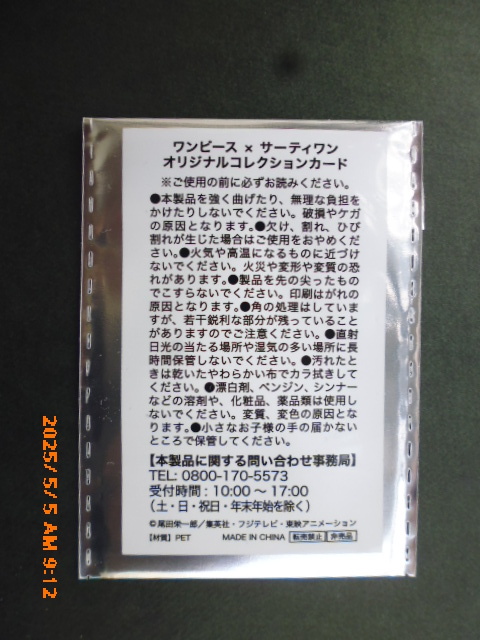 ワンピース × サーティワン
オリジナルコレクションカード
※ご使用の前に必ずお読みください。
●本製品を強く曲げたり、無理な負担を
かけたりしないでください。破損やケガ
の原因となります。●欠け、割れ、ひび
割れが生じた場合はご使用をおやめくだ
さい。●火気や高温になるものに近づけ
ないでください。火災や変形や変質の恐
れがあります。●製品を先の尖ったもの
でこすらないでください。印刷はがれの
原因となります。●角の処理はしていま
すが、若干鋭利な部分が残っていること
がありますのでご注意ください。●直射
日光の当たる場所や湿気の多い場所に長
時間保管しないでください。●汚れたと
きは乾いたやわらかい布でカラ拭きして
ください。●漂白剤、ベンジン、シンナー
などの溶剤や、化粧品、薬品類は使用し
ないでください。変質、変色の原因とな
ります。●小さなお子様の手の届かない
ところで保管してください。
【本製品に関する問い合わせ事務局】
TEL: 0800-170-5573
受付時間：10:00 ～ 17:00
（土・日・祝日・年末年始を除く）
©尾田栄一郎／集英社・フジテレビ・東映アニメーション
【材質】PET MADE IN CHINA 転売禁止 非売品
2025/5/5 AM 9:12